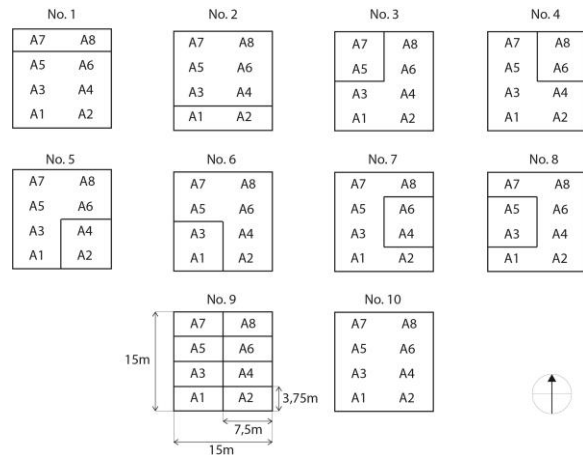 No. 1
No. 2
No. 3
No. 4
A7 A8
A5 A6
A3 A4
A1 A2
A7 A8
A5 A6
A3 A4
A1 A2
A7 A8
A5 A6
A3 A4
A1 A2
A7 A8
A5 A6
A3 A4
A1 A2
No. 5
No. 6
No. 7
No. 8
A7 A8
A5 A6
A3 A4
A1 A2
A7 A8
A5 A6
A3 A4
A1 A2
A7 A8
A5 A6
A3 A4
A1 A2
A7 A8
A5 A6
A3 A4
A1 A2
No. 9
No. 10
15m
A7 A8
A5 A6
A3 A4
A1 A2
3,75m
7,5m
15m
A7 A8
A5 A6
A3 A4
A1 A2